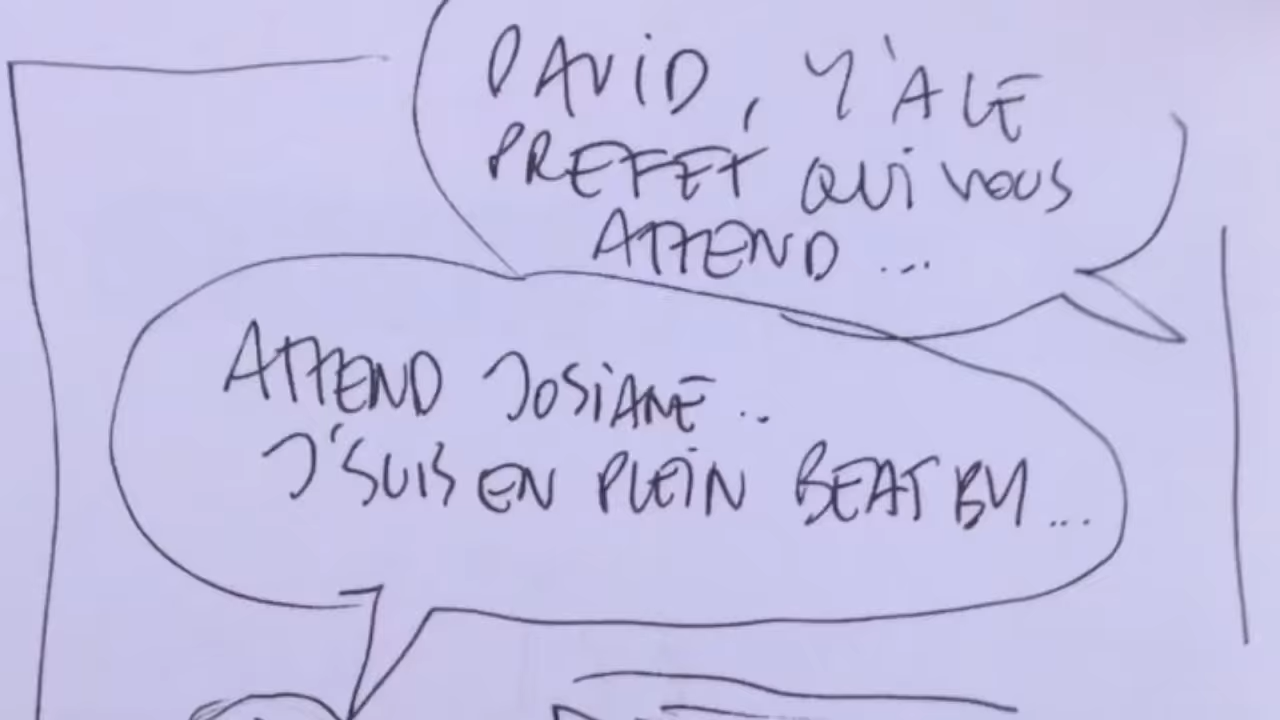 DAVID, Y'A LE
PREFET QUI VOUS
ATTEND...
ATTEND JOSIANE..
J'SUIS EN PLEIN BEAT BY...